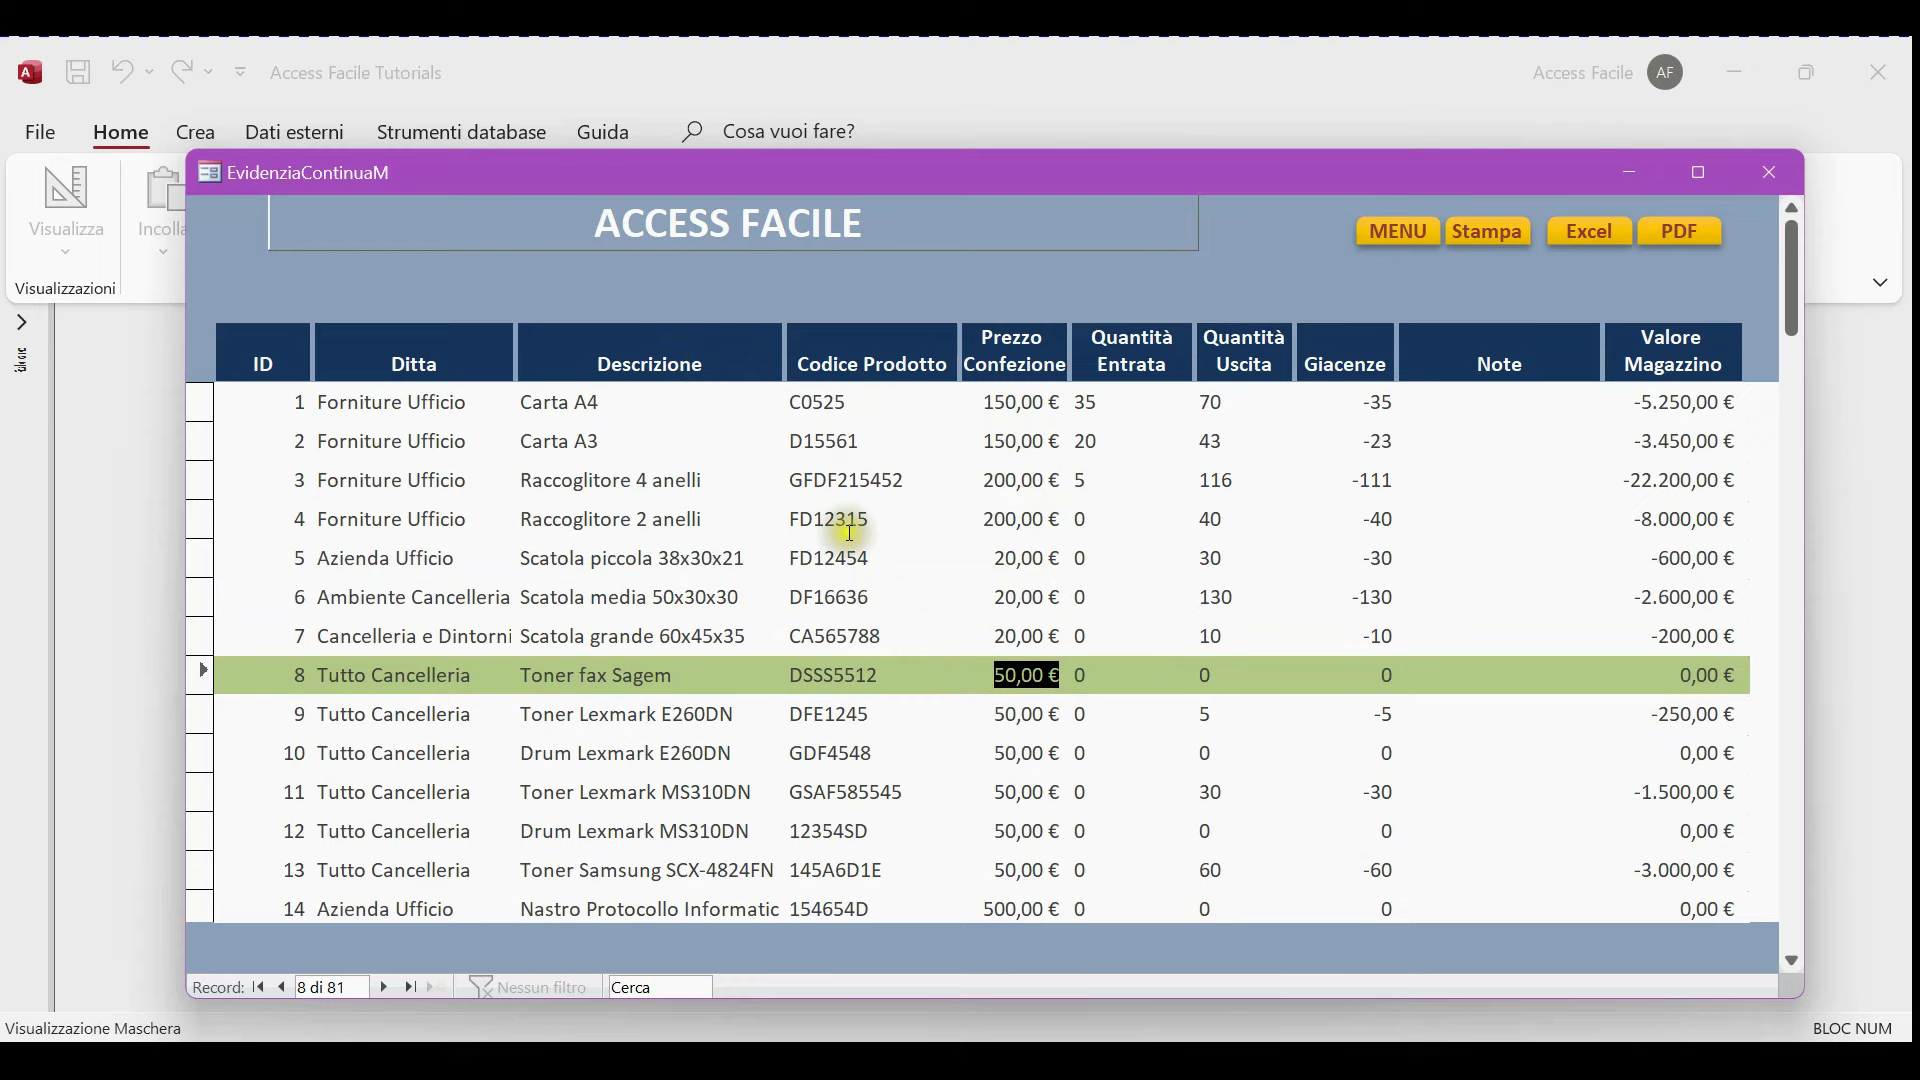 Access Facile Tutorials
Access Facile AF
File Home Crea Dati esterni Strumenti database Guida Cosa vuoi fare?
EvidenziaContinuaM
Visualizza
Incolla
Visualizzazioni
ACCESS FACILE
MENU Stampa Excel PDF
ID Ditta Descrizione Codice Prodotto Prezzo Confezione Quantità Entrata Quantità Uscita Giacenze Note Valore Magazzino
1 Forniture Ufficio Carta A4 C0525 150,00 € 35 70 -35 -5.250,00 €
2 Forniture Ufficio Carta A3 D15561 150,00 € 20 43 -23 -3.450,00 €
3 Forniture Ufficio Raccoglitore 4 anelli GFDF215452 200,00 € 5 116 -111 -22.200,00 €
4 Forniture Ufficio Raccoglitore 2 anelli FD12315 200,00 € 0 40 -40 -8.000,00 €
5 Azienda Ufficio Scatola piccola 38x30x21 FD12454 20,00 € 0 30 -30 -600,00 €
6 Ambiente Cancelleria Scatola media 50x30x30 DF16636 20,00 € 0 130 -130 -2.600,00 €
7 Cancelleria e Dintorni Scatola grande 60x45x35 CA565788 20,00 € 0 10 -10 -200,00 €
8 Tutto Cancelleria Toner fax Sagem DSSS5512 50,00 € 0 0 0 0,00 €
9 Tutto Cancelleria Toner Lexmark E260DN DFE1245 50,00 € 0 5 -5 -250,00 €
10 Tutto Cancelleria Drum Lexmark E260DN GDF4548 50,00 € 0 0 0 0,00 €
11 Tutto Cancelleria Toner Lexmark MS310DN GSAF585545 50,00 € 0 30 -30 -1.500,00 €
12 Tutto Cancelleria Drum Lexmark MS310DN 12354SD 50,00 € 0 0 0 0,00 €
13 Tutto Cancelleria Toner Samsung SCX-4824FN 145A6D1E 50,00 € 0 60 -60 -3.000,00 €
14 Azienda Ufficio Nastro Protocollo Informatic 154654D 500,00 € 0 0 0 0,00 €
Record: 8 di 81 Nessun filtro Cerca
Visualizzazione Maschera
BLOC NUM